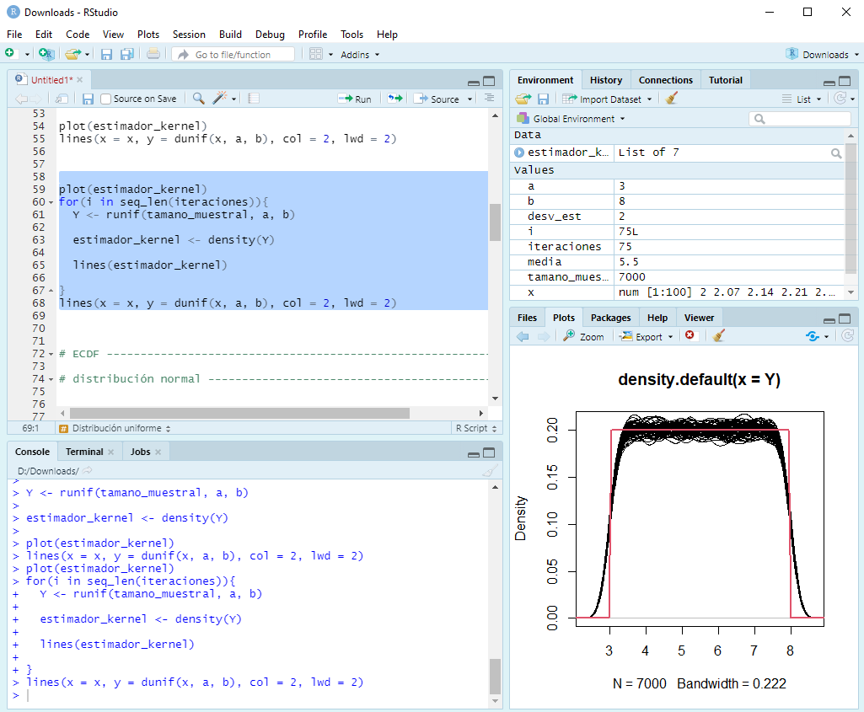 Downloads - RStudio
File Edit Code View Plots Session Build Debug Profile Tools Help
Go to file/function Addins Downloads
Untitled1*
Source on Save Run Source
53
54 plot(estimador_kernel)
55 lines(x = x, y = dunif(x, a, b), col = 2, lwd = 2)
56
57
58
59 plot(estimador_kernel)
60 for(i in seq_len(iteraciones)){
61 Y <- runif(tamano_muestral, a, b)
62
63 estimador_kernel <- density(Y)
64
65 lines(estimador_kernel)
66
67 }
68 lines(x = x, y = dunif(x, a, b), col = 2, lwd = 2)
69
70
71
72 # ECDF ----------------------------------------------------------
73
74 # distribución normal ------------------------------------------
75
76
77
69:1 Distribución uniforme R Script
Console Terminal Jobs
D:/Downloads/
>
> Y <- runif(tamano_muestral, a, b)
>
> estimador_kernel <- density(Y)
>
> plot(estimador_kernel)
> lines(x = x, y = dunif(x, a, b), col = 2, lwd = 2)
> plot(estimador_kernel)
> for(i in seq_len(iteraciones)){
+ Y <- runif(tamano_muestral, a, b)
+
+ estimador_kernel <- density(Y)
+
+ lines(estimador_kernel)
+
+ }
> lines(x = x, y = dunif(x, a, b), col = 2, lwd = 2)
>
Environment History Connections Tutorial
Import Dataset List
Global Environment
Data
estimador_k… List of 7
Values
a 3
b 8
desv_est 2
i 75L
iteraciones 75
media 5.5
tamano_mues… 7000
x num [1:100] 2 2.07 2.14 2.21 2...
Files Plots Packages Help Viewer
Zoom Export
density.default(x = Y)
Density
0.20
0.15
0.10
0.05
0.00
3 4 5 6 7 8
N = 7000 Bandwidth = 0.222